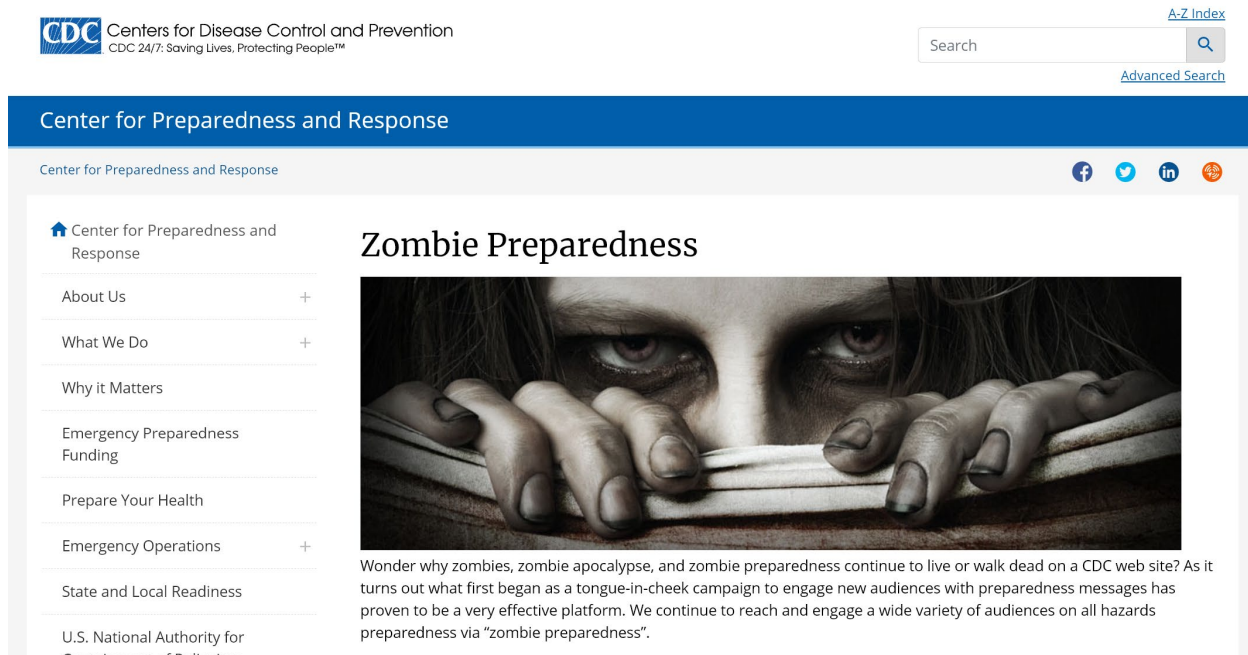 A-Z Index
CDC
Centers for Disease Control and Prevention
CDC 24/7: Saving Lives, Protecting People™
Search
Advanced Search
Center for Preparedness and Response
Center for Preparedness and Response
Center for Preparedness and
Response
About Us
What We Do
Why it Matters
Emergency Preparedness
Funding
Prepare Your Health
Emergency Operations
State and Local Readiness
U.S. National Authority for
Zombie Preparedness
Wonder why zombies, zombie apocalypse, and zombie preparedness continue to live or walk dead on a CDC web site? As it
turns out what first began as a tongue-in-cheek campaign to engage new audiences with preparedness messages has
proven to be a very effective platform. We continue to reach and engage a wide variety of audiences on all hazards
preparedness via “zombie preparedness”.